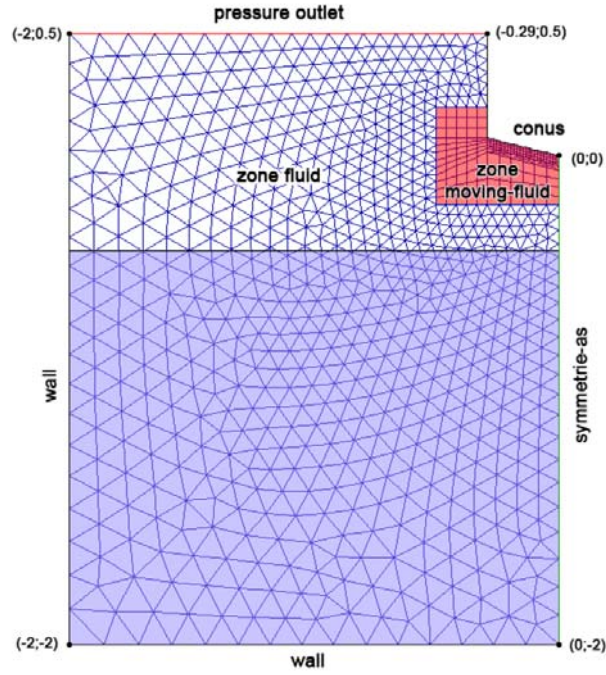 pressure outlet
(-2;0.5)
(-0.29;0.5)
conus
(0;0)
zone fluid
zone
moving-fluid
wall
symmetrie-as
(-2;-2)
(0;-2)
wall